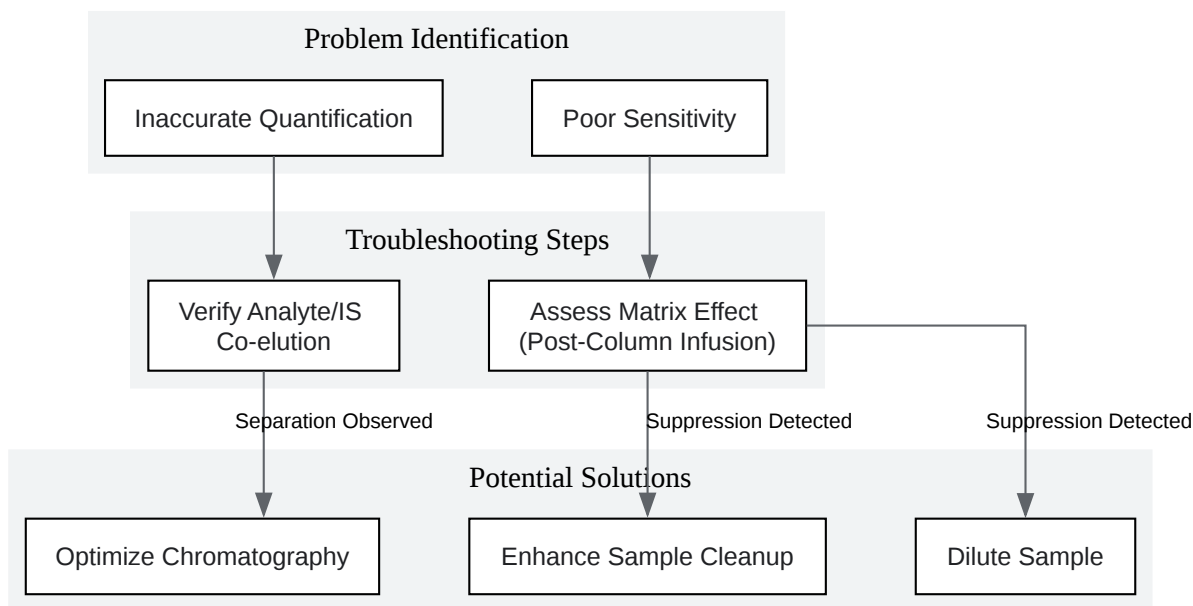 Problem Identification
Inaccurate Quantification
Poor Sensitivity
Troubleshooting Steps
Verify Analyte/IS
Co-elution
Assess Matrix Effect
(Post-Column Infusion)
Separation Observed
Suppression Detected
Suppression Detected
Potential Solutions
Optimize Chromatography
Enhance Sample Cleanup
Dilute Sample